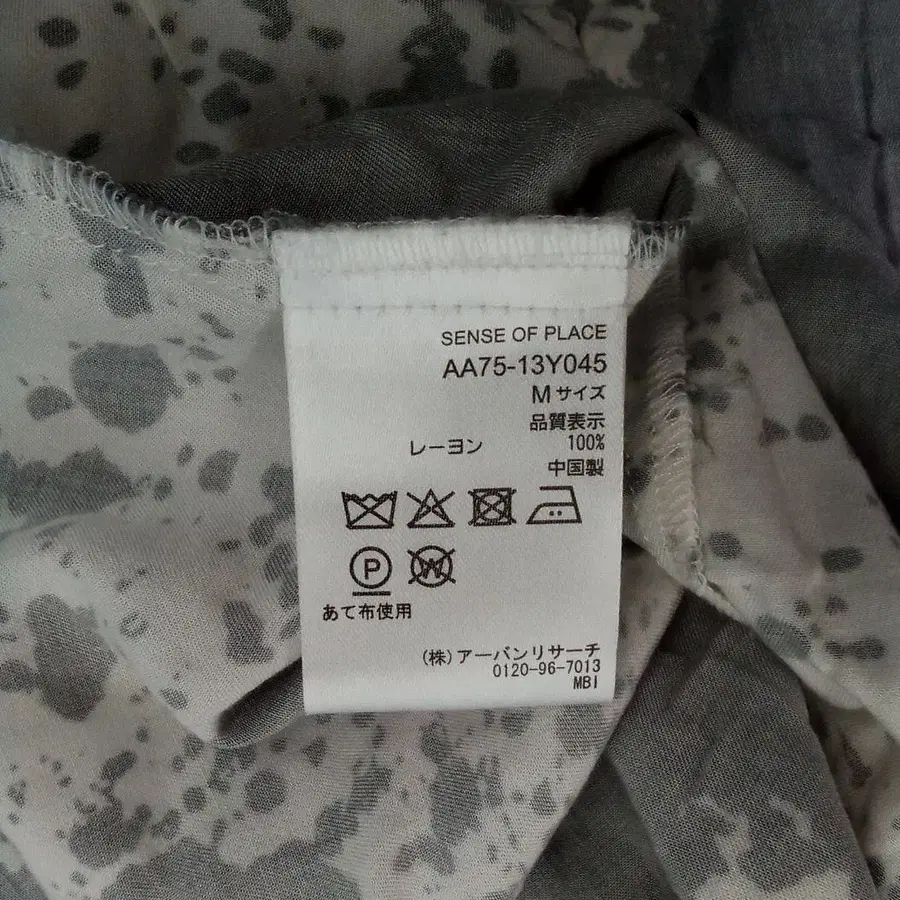 SENSE OF PLACE
AA75-13Y045
Mサイズ
品質表示
レーヨン 100%
中国製
P W
あて布使用
(株)アーバンリサーチ
0120-96-7013
MBI